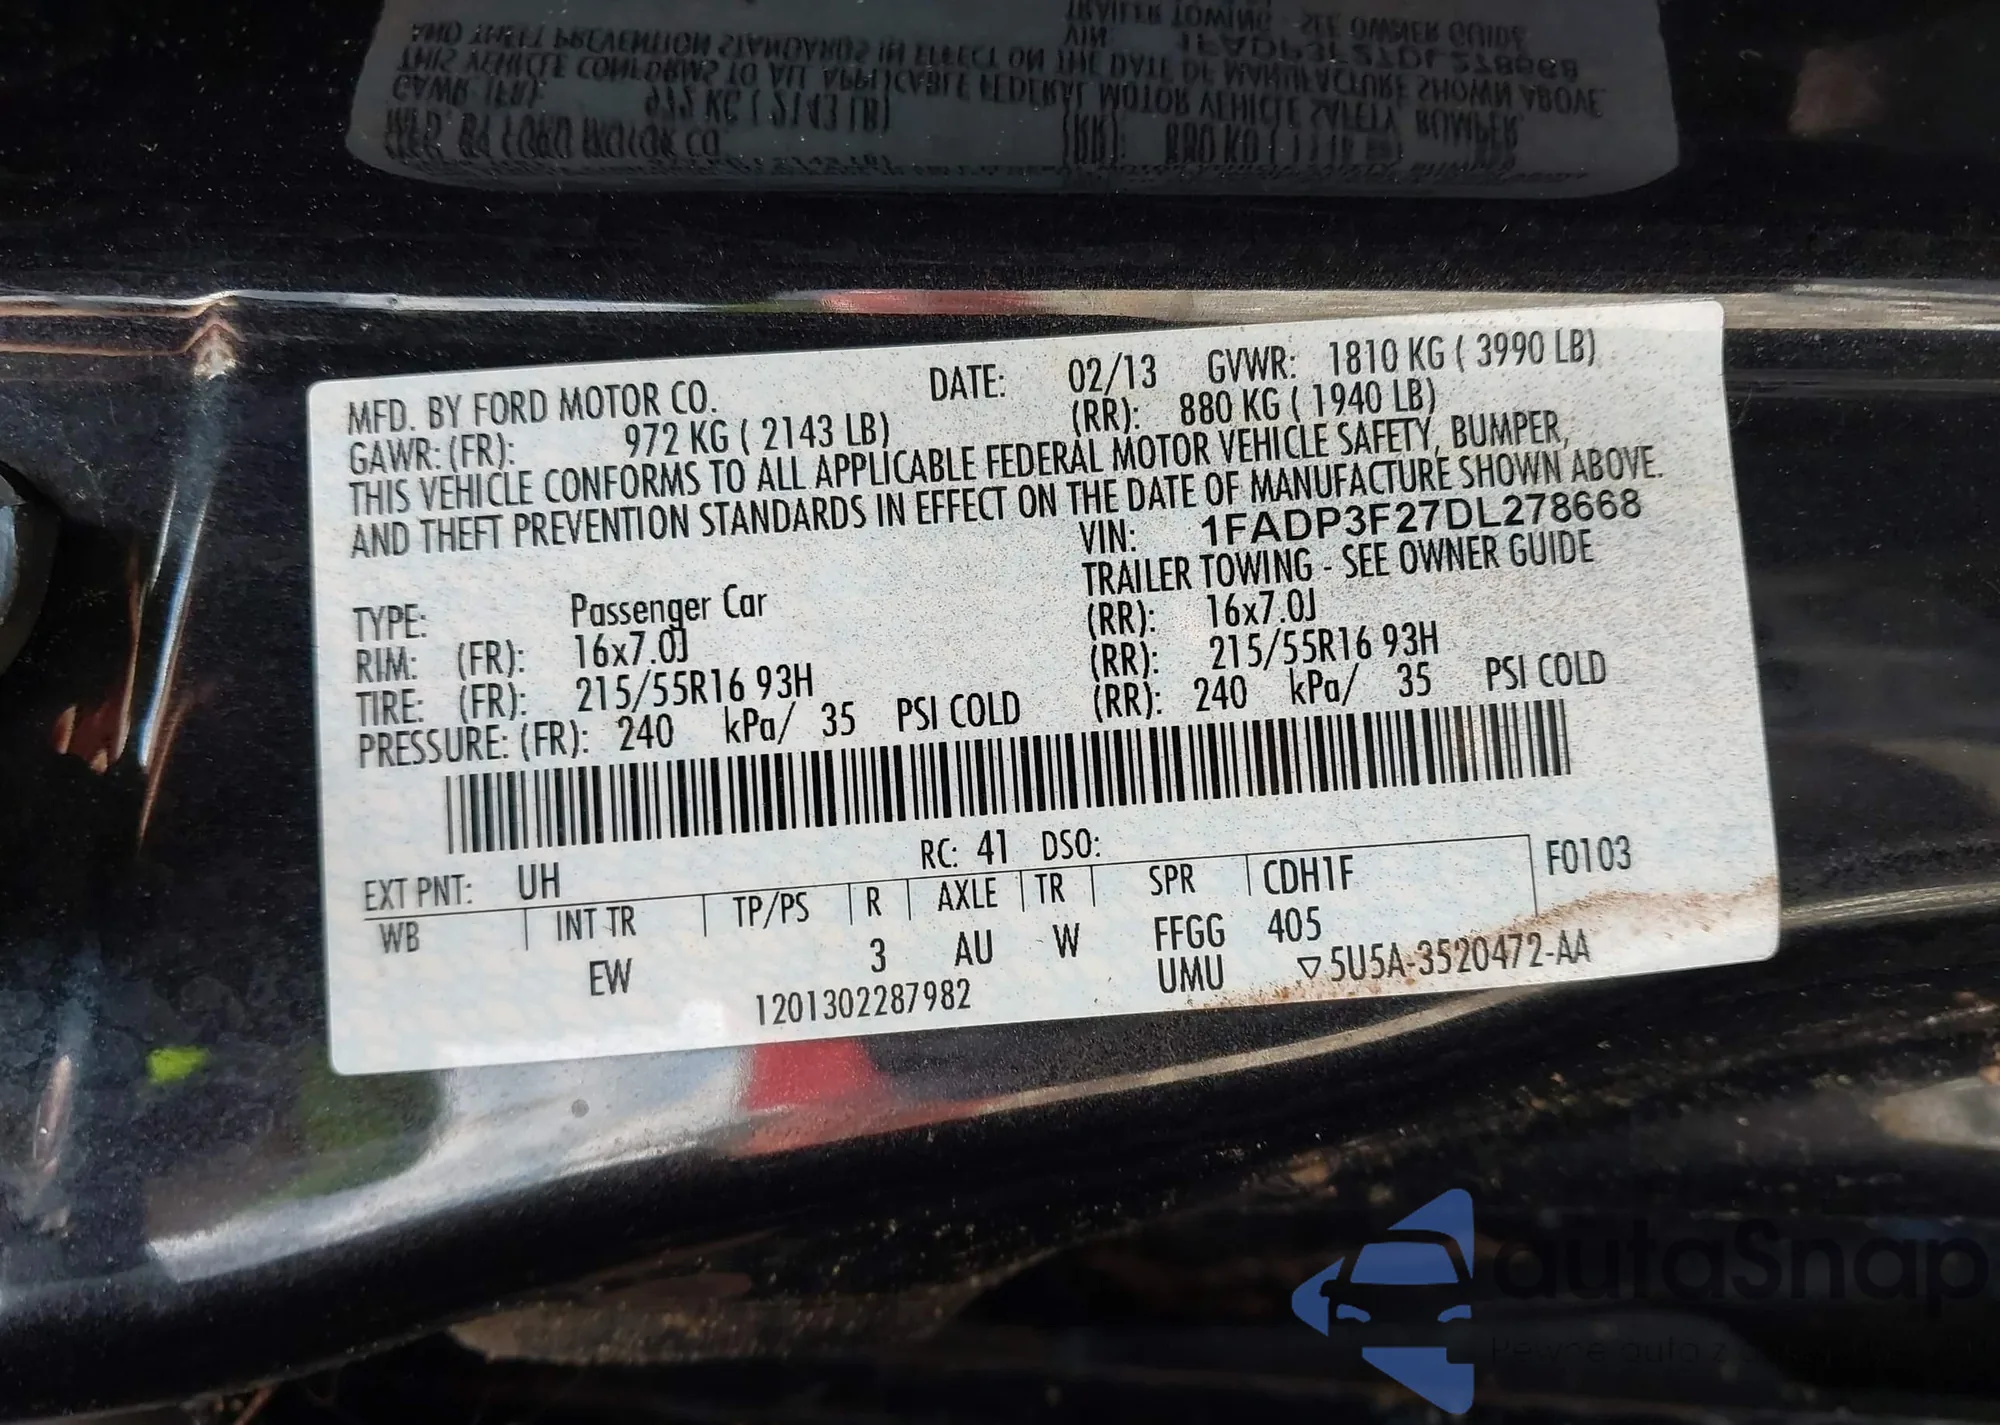 MFD. BY FORD MOTOR CO. DATE: 02/13 GVWR: 1810 KG ( 3990 LB)
GAWR: (FR): 972 KG ( 2143 LB) (RR): 880 KG ( 1940 LB)
THIS VEHICLE CONFORMS TO ALL APPLICABLE FEDERAL MOTOR VEHICLE SAFETY, BUMPER,
AND THEFT PREVENTION STANDARDS IN EFFECT ON THE DATE OF MANUFACTURE SHOWN ABOVE.
VIN: 1FADP3F27DL278668
TRAILER TOWING - SEE OWNER GUIDE
TYPE: Passenger Car
RIM: (FR): 16x7.0J (RR): 16x7.0J
TIRE: (FR): 215/55R16 93H (RR): 215/55R16 93H
PRESSURE: (FR): 240 kPa/ 35 PSI COLD (RR): 240 kPa/ 35 PSI COLD
RC: 41 DSO:
EXT PNT: UH F0103
WB INT TR TP/PS R AXLE TR SPR CDH1F
EW 3 AU W FFGG 405
1201302287982 UMU ▽5U5A-3520472-AA
autaSnap